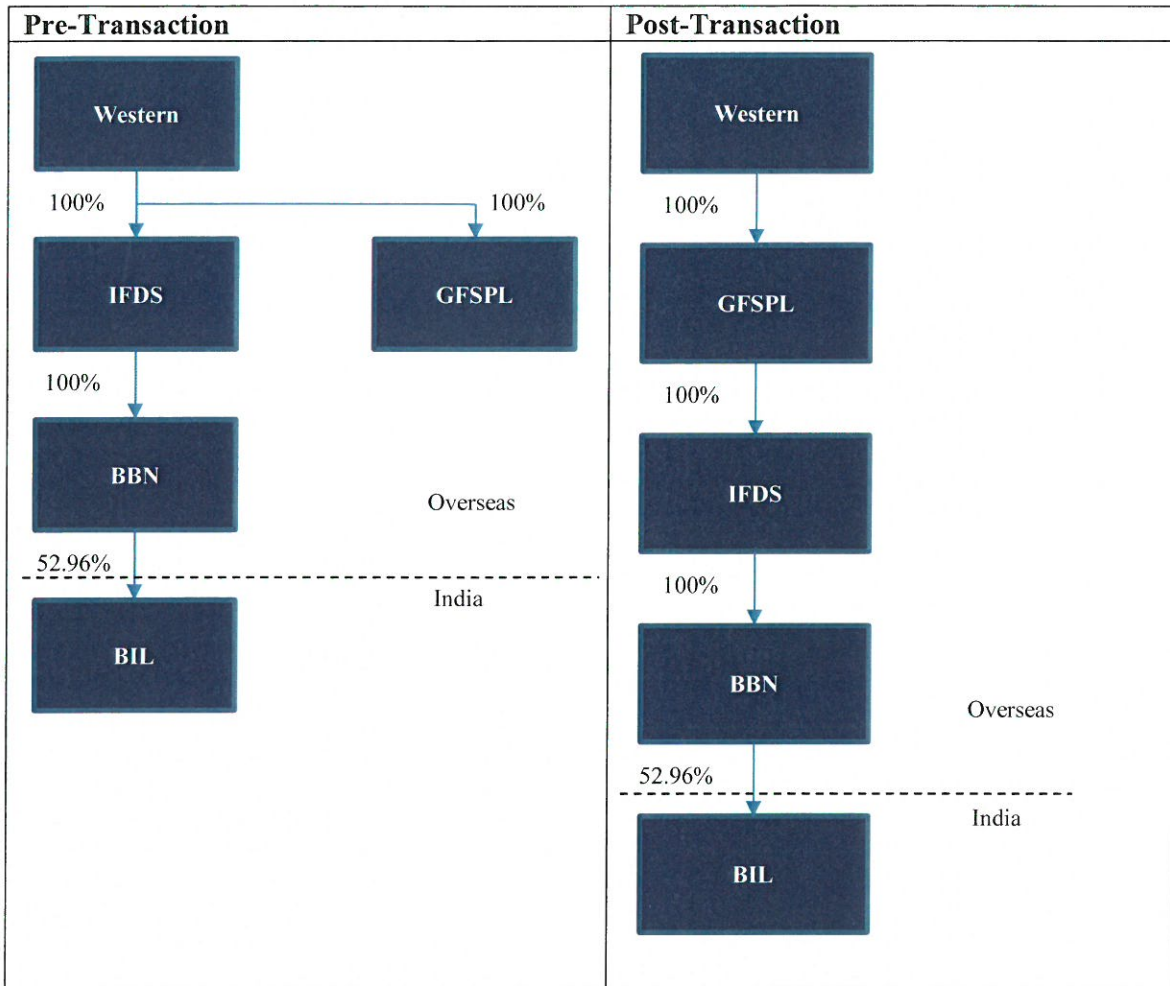 Pre-Transaction
Western
100%
100%
IFDS
GFSPL
100%
BBN
Overseas
52.96%
India
BIL
Post-Transaction
Western
100%
GFSPL
100%
IFDS
100%
BBN
Overseas
52.96%
India
BIL